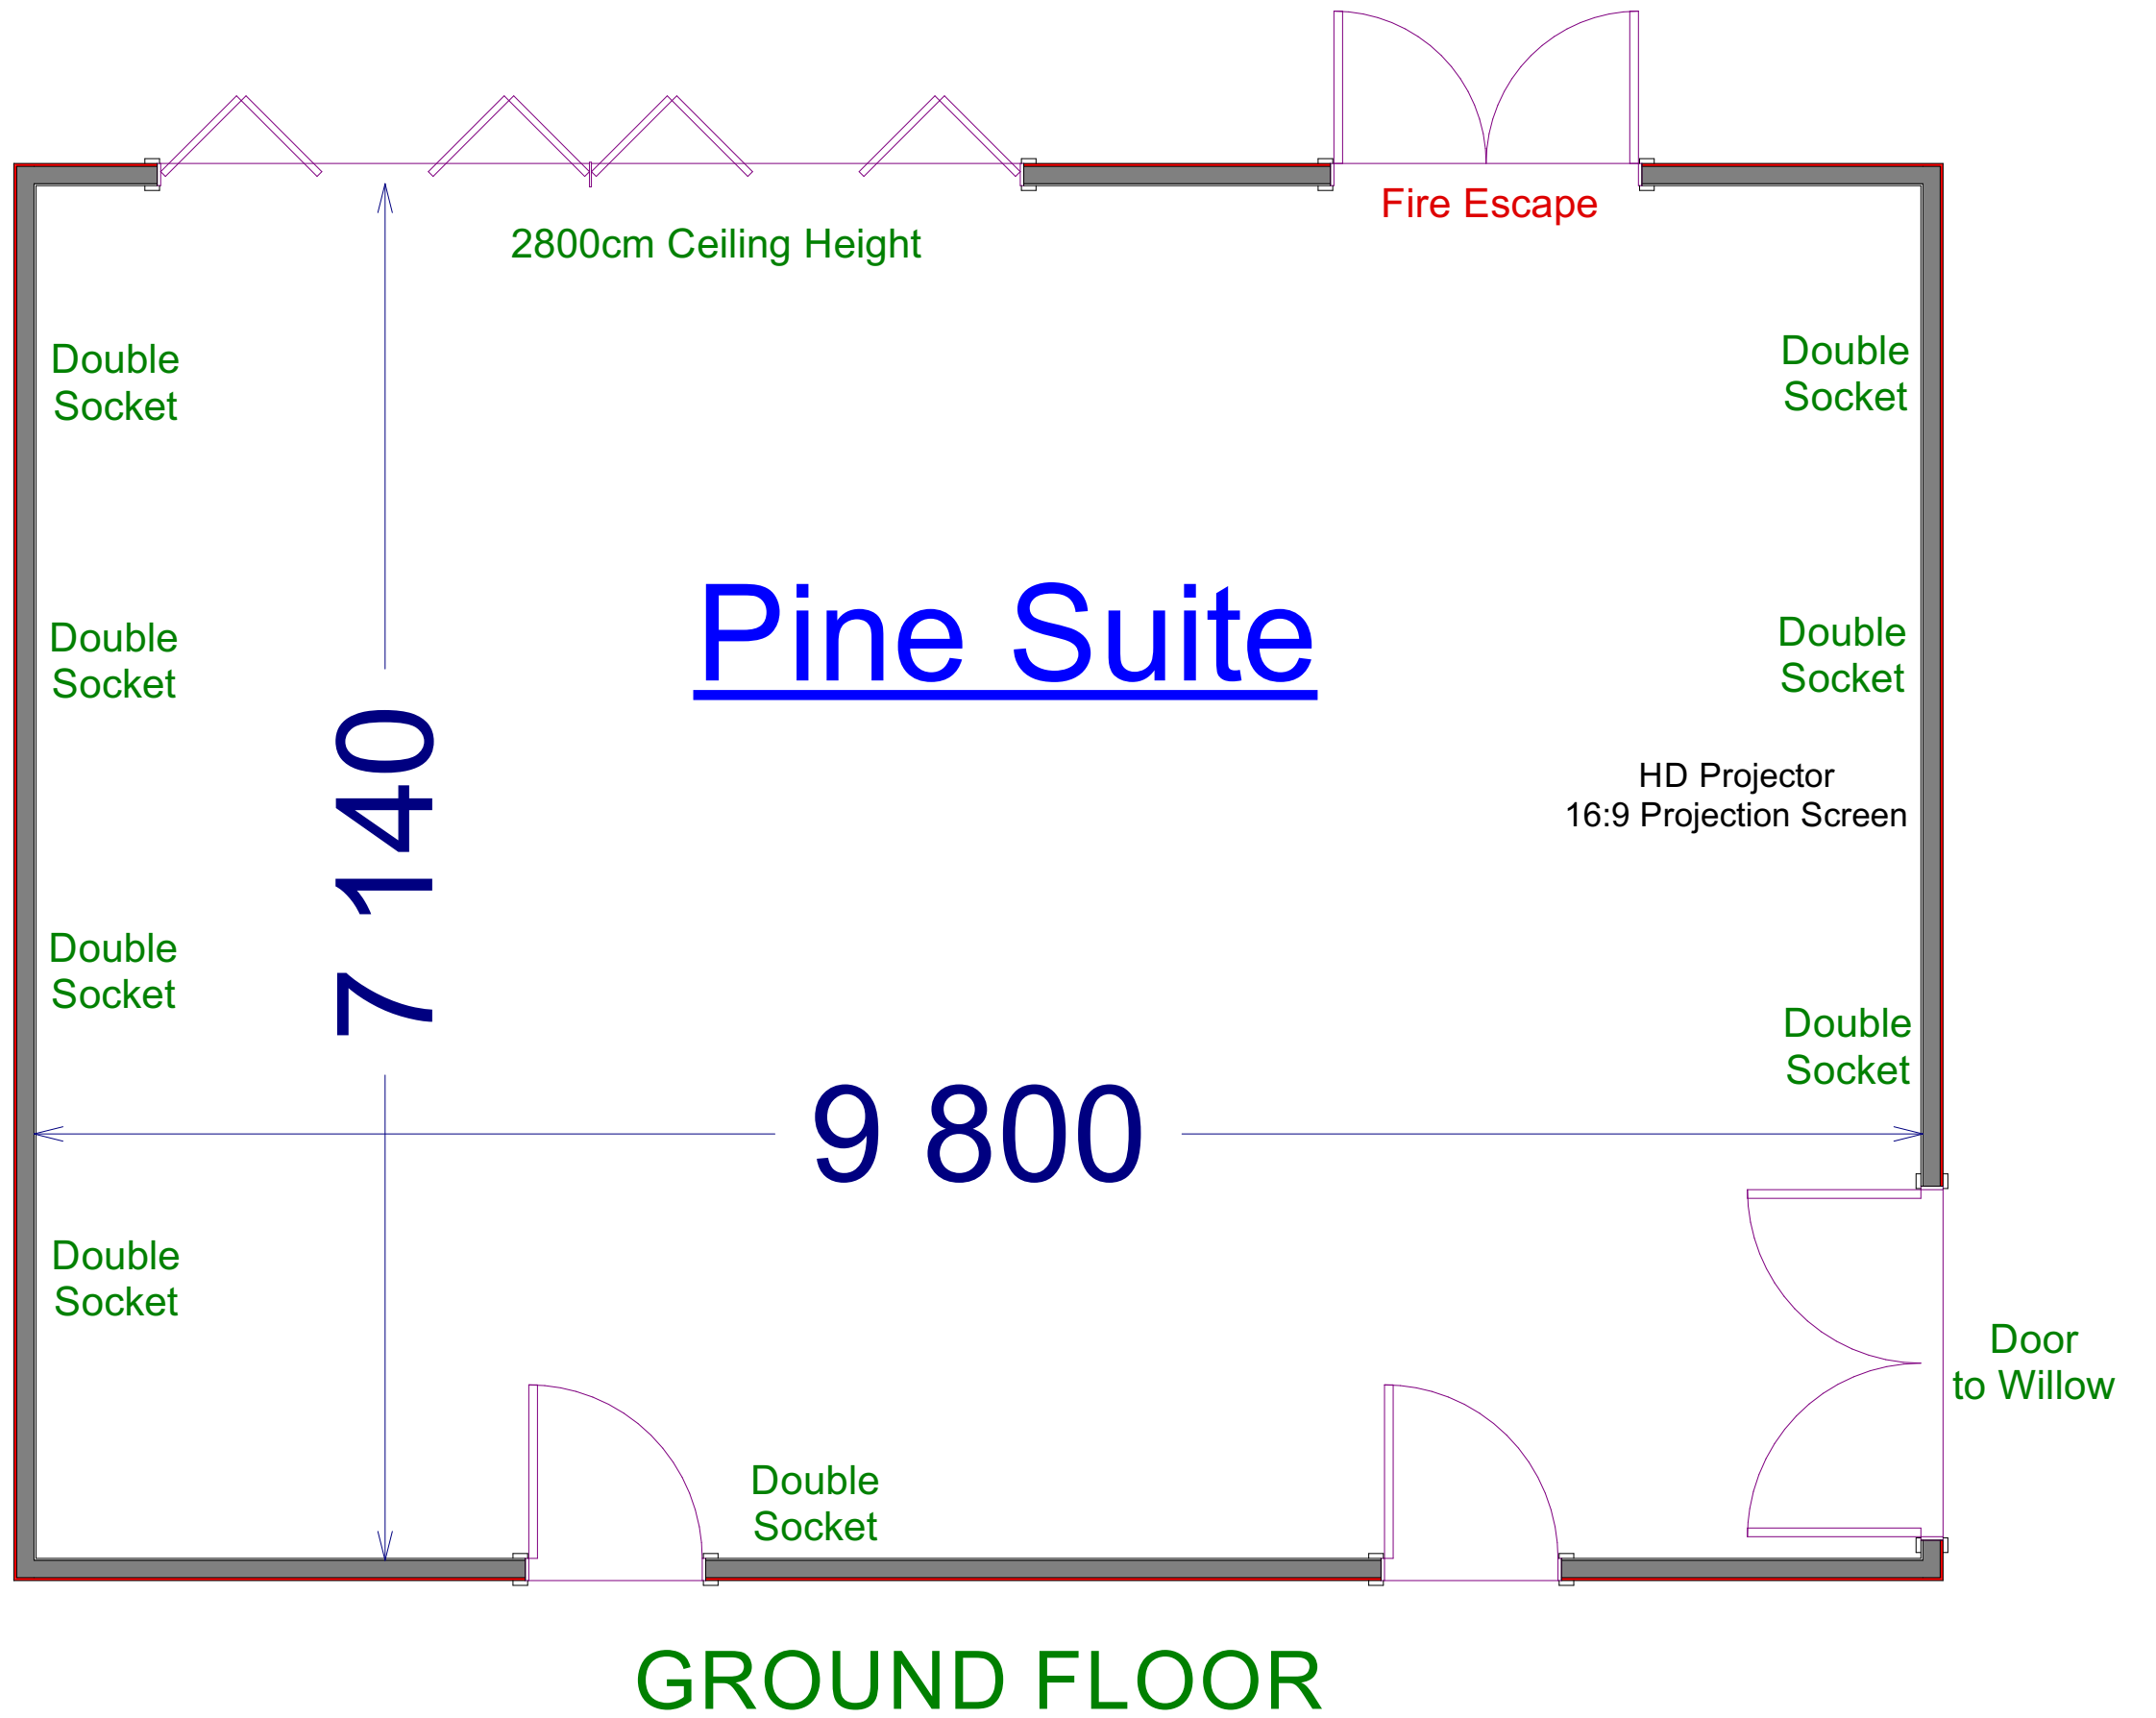 Fire Escape
2800cm Ceiling Height
Double
Socket
Double
Socket
Pine Suite
Double
Socket
Double
Socket
7 140
HD Projector
16:9 Projection Screen
Double
Socket
Double
Socket
9 800
Double
Socket
Door
to Willow
Double
Socket
GROUND FLOOR